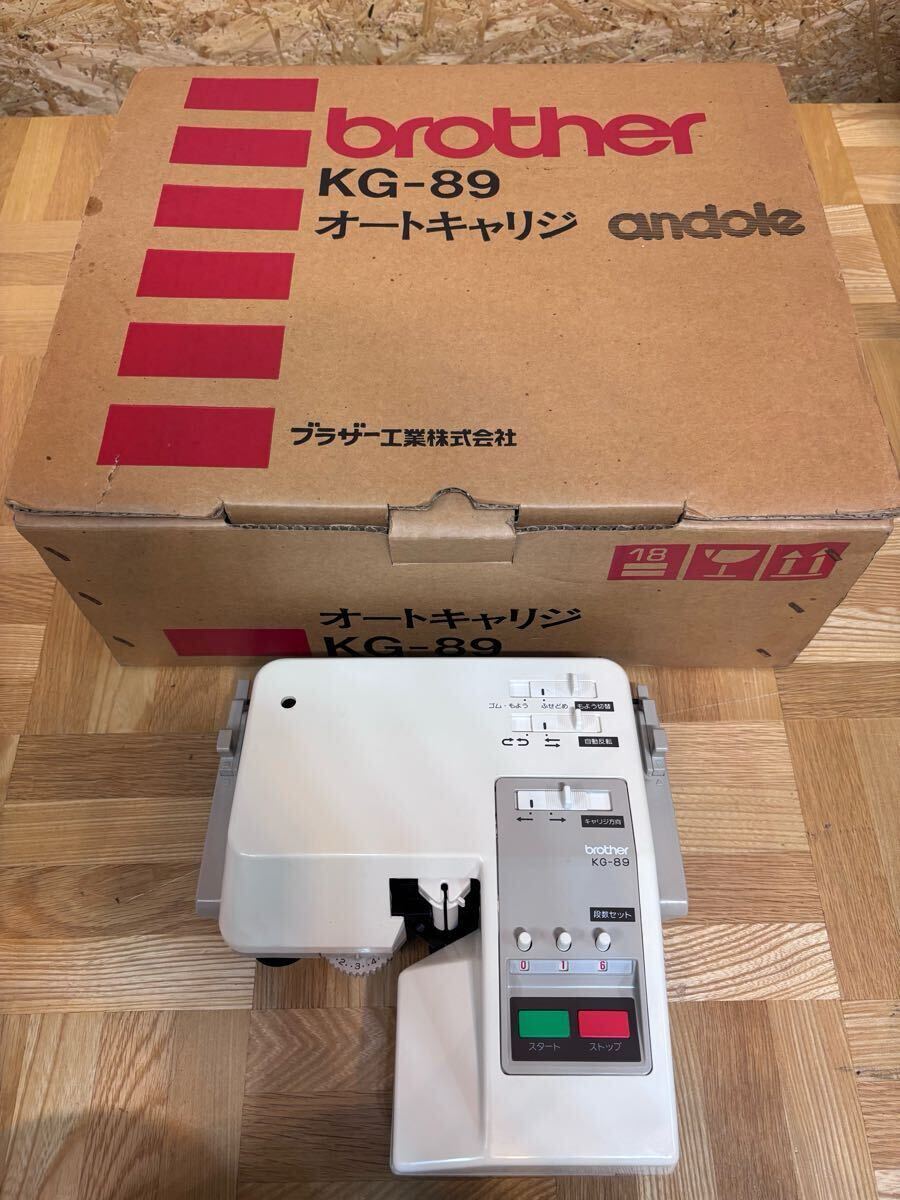 brother
KG-89
オートキャリジ andole
ブラザー工業株式会社
18
オートキャリジ
KG-89
ゴム・もよう ふせどめ もよう切替
自動反転
キャリジ方向
brother
KG-89
段数セット
0 1 6
スタート ストップ
2 3 4